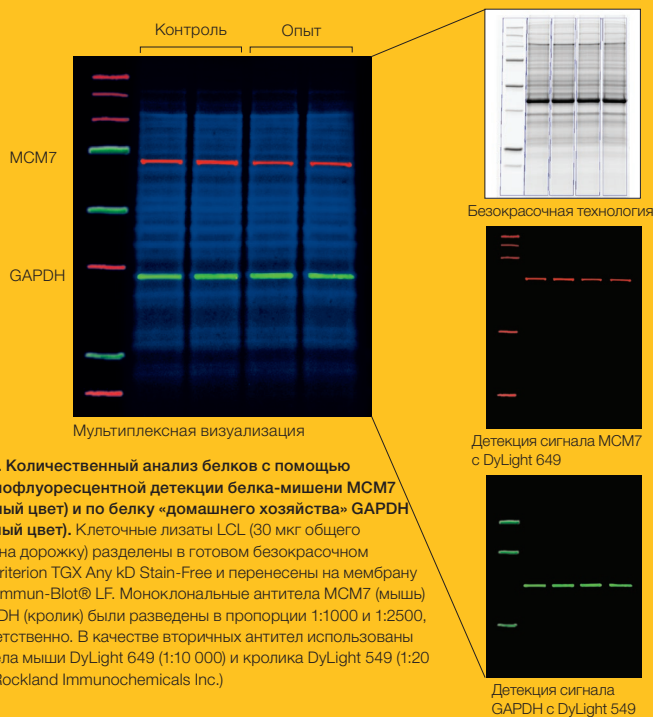 Контроль
Опыт
MCM7
GAPDH
Мультиплексная визуализация
Безокрасочная технология
Детекция сигнала MCM7
с DyLight 649
Детекция сигнала
GAPDH с DyLight 549
. Количественный анализ белков с помощью
офлуоресцентной детекции белка-мишени MCM7
ный цвет) и по белку «домашнего хозяйства» GAPDH
ный цвет). Клеточные лизаты LCL (30 мкг общего
на дорожку) разделены в готовом безокрасочном
riterion TGX Any kD Stain-Free и перенесены на мембрану
mmun-Blot® LF. Моноклональные антитела MCM7 (мышь)
DH (кролик) были разведены в пропорции 1:1000 и 1:2500,
етственно. В качестве вторичных антител использованы
ела мыши DyLight 649 (1:10 000) и кролика DyLight 549 (1:20
Rockland Immunochemicals Inc.)